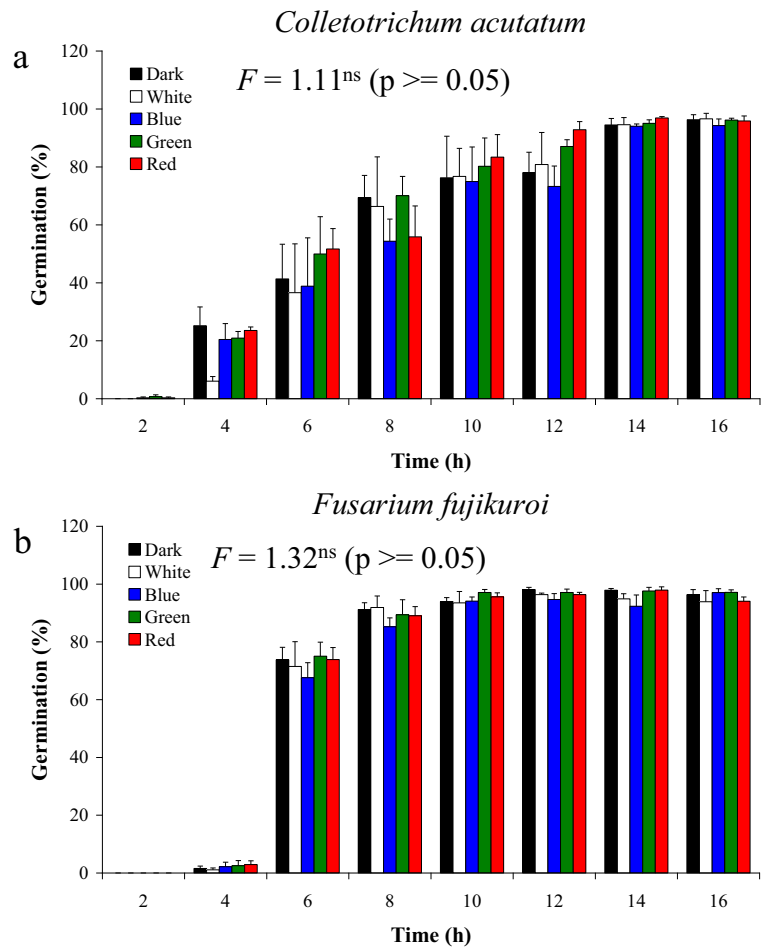 Colletotrichum acutatum
a
F = 1.11ns (p >= 0.05)
Dark
White
Blue
Green
Red
Germination (%)
120
100
80
60
40
20
0
2 4 6 8 10 12 14 16
Time (h)
Fusarium fujikuroi
b
F = 1.32ns (p >= 0.05)
Dark
White
Blue
Green
Red
Germination (%)
120
100
80
60
40
20
0
2 4 6 8 10 12 14 16
Time (h)